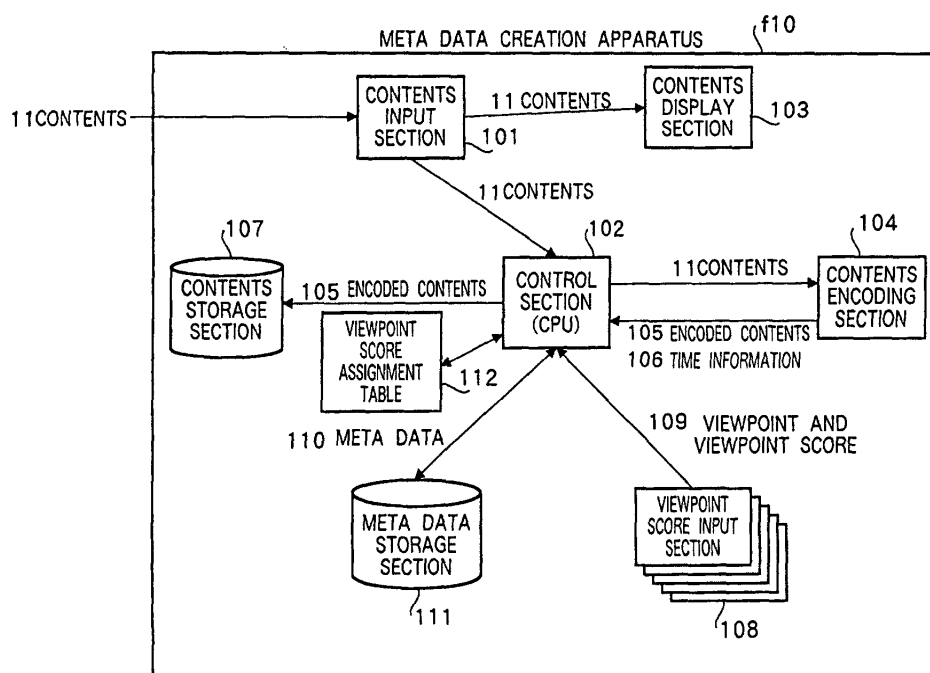 META DATA CREATION APPARATUS
f10
11CONTENTS
CONTENTS
INPUT
SECTION
101
11 CONTENTS
CONTENTS
DISPLAY
SECTION
103
11CONTENTS
107
CONTENTS
STORAGE
SECTION
105 ENCODED CONTENTS
102
CONTROL
SECTION
(CPU)
11CONTENTS
104
CONTENTS
ENCODING
SECTION
105 ENCODED CONTENTS
106 TIME INFORMATION
VIEWPOINT
SCORE
ASSIGNMENT
TABLE
112
110 META DATA
109 VIEWPOINT AND
VIEWPOINT SCORE
META DATA
STORAGE
SECTION
111
VIEWPOINT
SCORE INPUT
SECTION
108